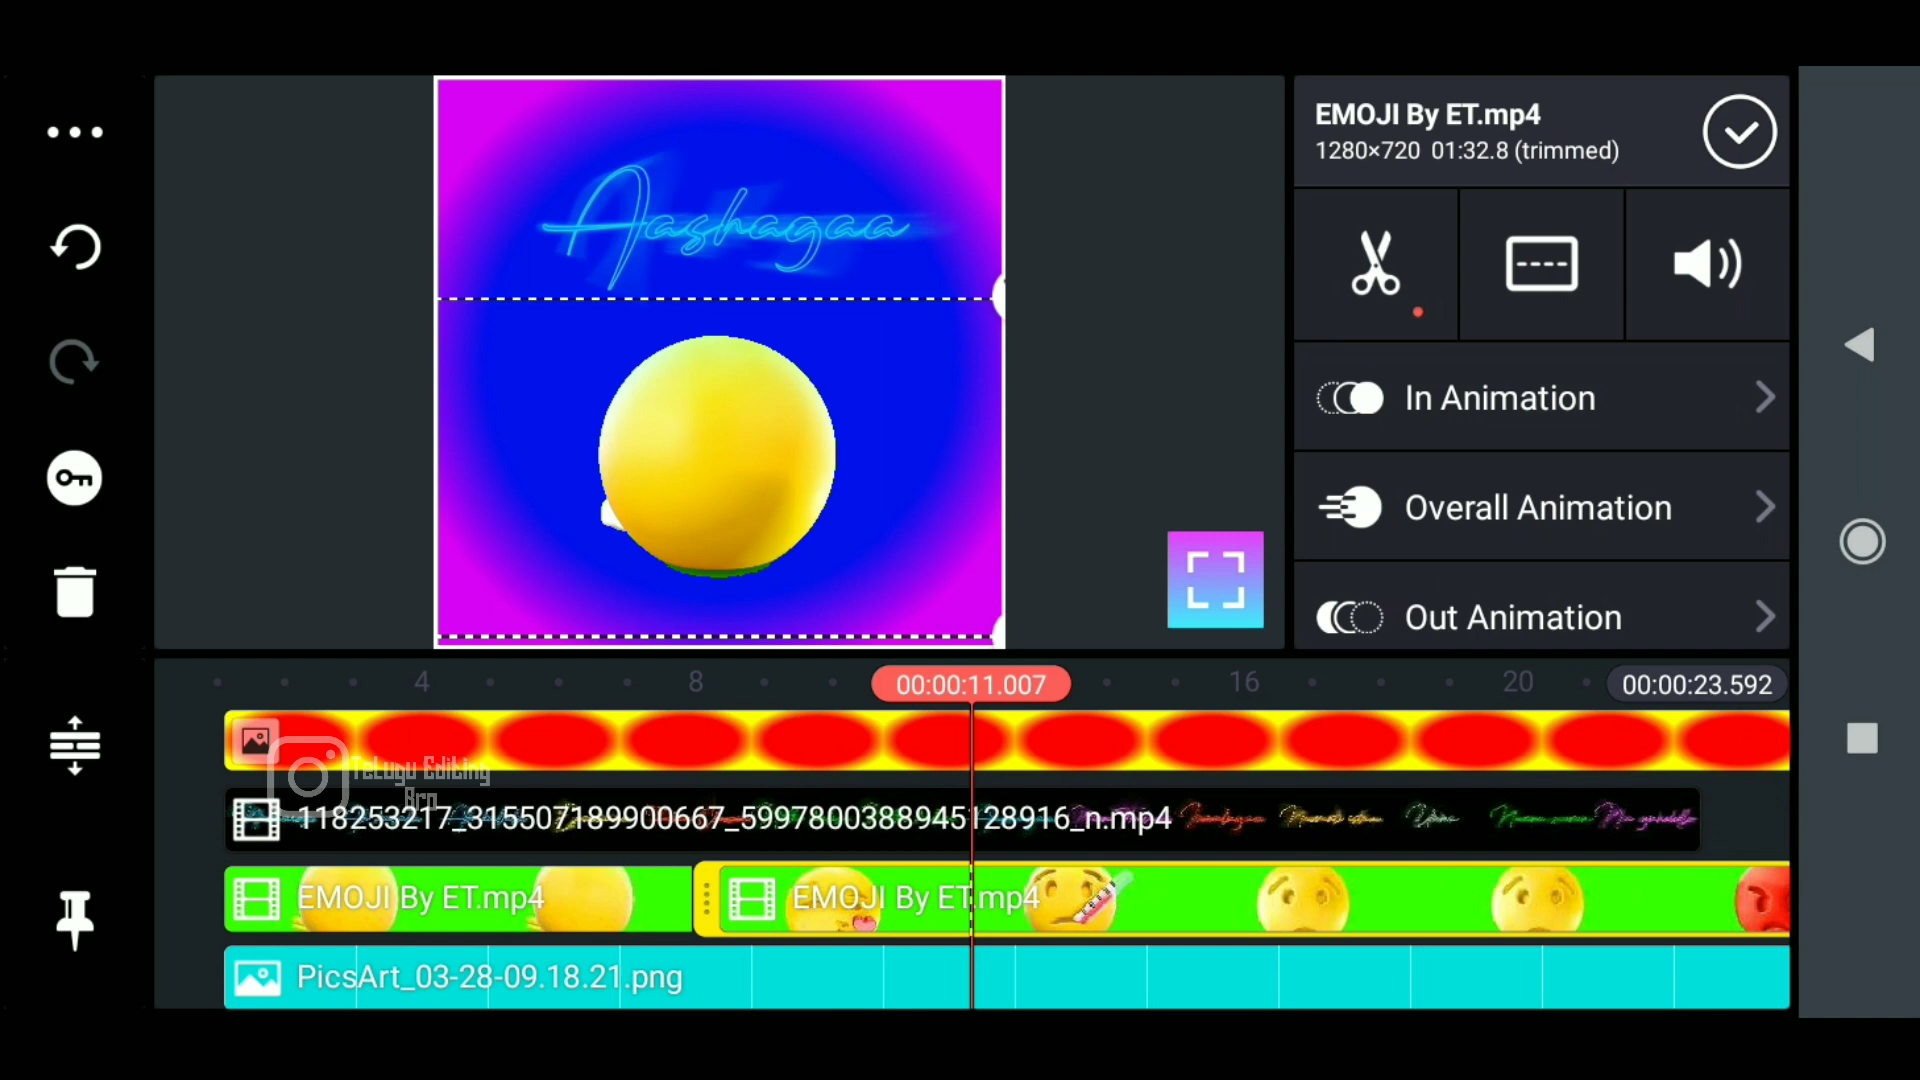 EMOJI By ET.mp4
1280×720 01:32.8 (trimmed)
Aashagaa
In Animation
Overall Animation
Out Animation
4
8
00:00:11.007
16
20
00:00:23.592
Telugu Editing
Bro
118253217_315507189900667_5997800388945128916_n.mp4
EMOJI By ET.mp4
EMOJI By ET.mp4
PicsArt_03-28-09.18.21.png